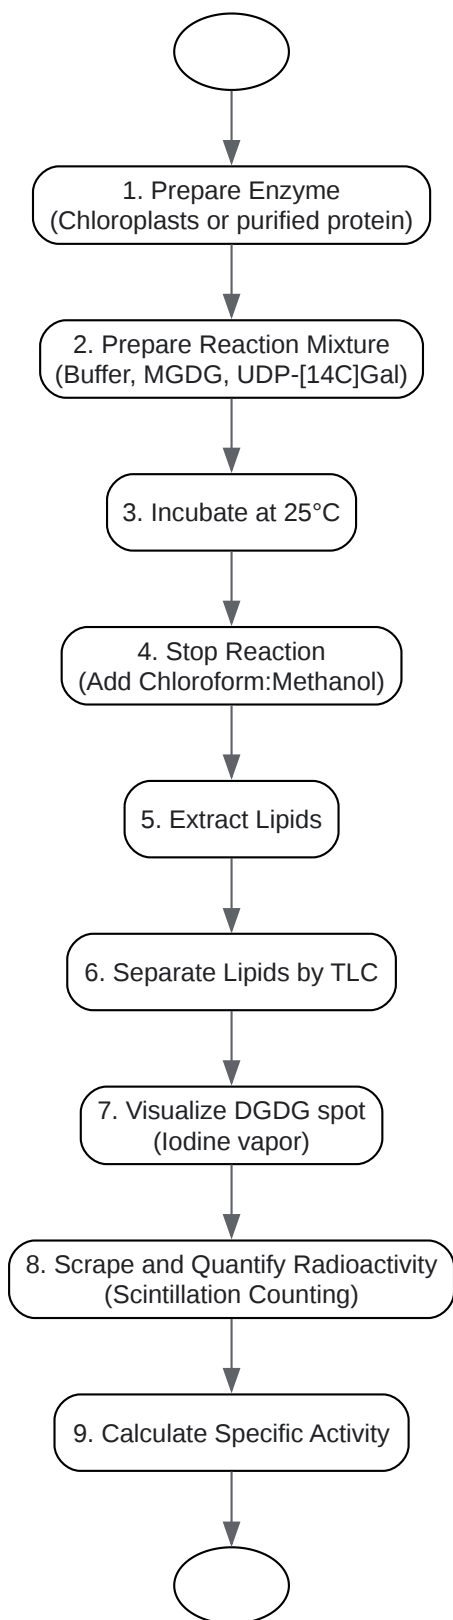 1. Prepare Enzyme
(Chloroplasts or purified protein)
2. Prepare Reaction Mixture
(Buffer, MGDG, UDP-[14C]Gal)
3. Incubate at 25°C
4. Stop Reaction
(Add Chloroform:Methanol)
5. Extract Lipids
6. Separate Lipids by TLC
7. Visualize DGDG spot
(Iodine vapor)
8. Scrape and Quantify Radioactivity
(Scintillation Counting)
9. Calculate Specific Activity